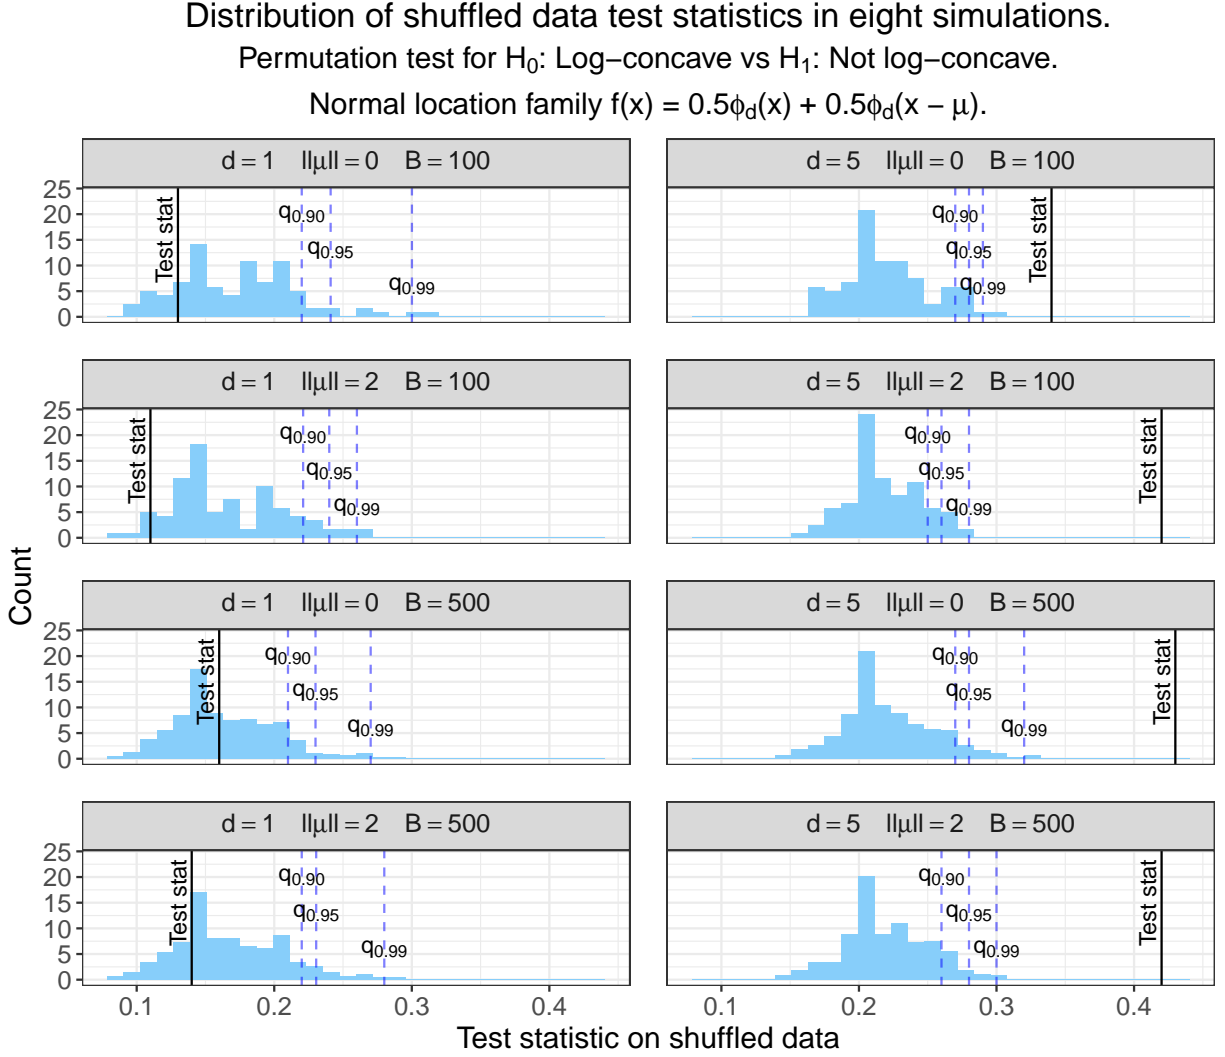 Distribution of shuffled data test statistics in eight simulations.
Permutation test for H₀: Log−concave vs H₁: Not log−concave.
Normal location family f(x) = 0.5ϕ_d(x) + 0.5ϕ_d(x − μ).
d = 1 ||μ|| = 0 B = 100
25
20
15
10
5
0
Test stat
q0.90
q0.95
q0.99
d = 5 ||μ|| = 0 B = 100
q0.90
q0.95
q0.99
Test stat
d = 1 ||μ|| = 2 B = 100
25
20
15
10
5
0
Test stat
q0.90
q0.95
q0.99
d = 5 ||μ|| = 2 B = 100
q0.90
q0.95
q0.99
Test stat
Count
d = 1 ||μ|| = 0 B = 500
25
20
15
10
5
0
Test stat
q0.90
q0.95
q0.99
d = 5 ||μ|| = 0 B = 500
q0.90
q0.95
q0.99
Test stat
d = 1 ||μ|| = 2 B = 500
25
20
15
10
5
0
Test stat
q0.90
q0.95
q0.99
d = 5 ||μ|| = 2 B = 500
q0.90
q0.95
q0.99
Test stat
0.1 0.2 0.3 0.4
0.1 0.2 0.3 0.4
Test statistic on shuffled data